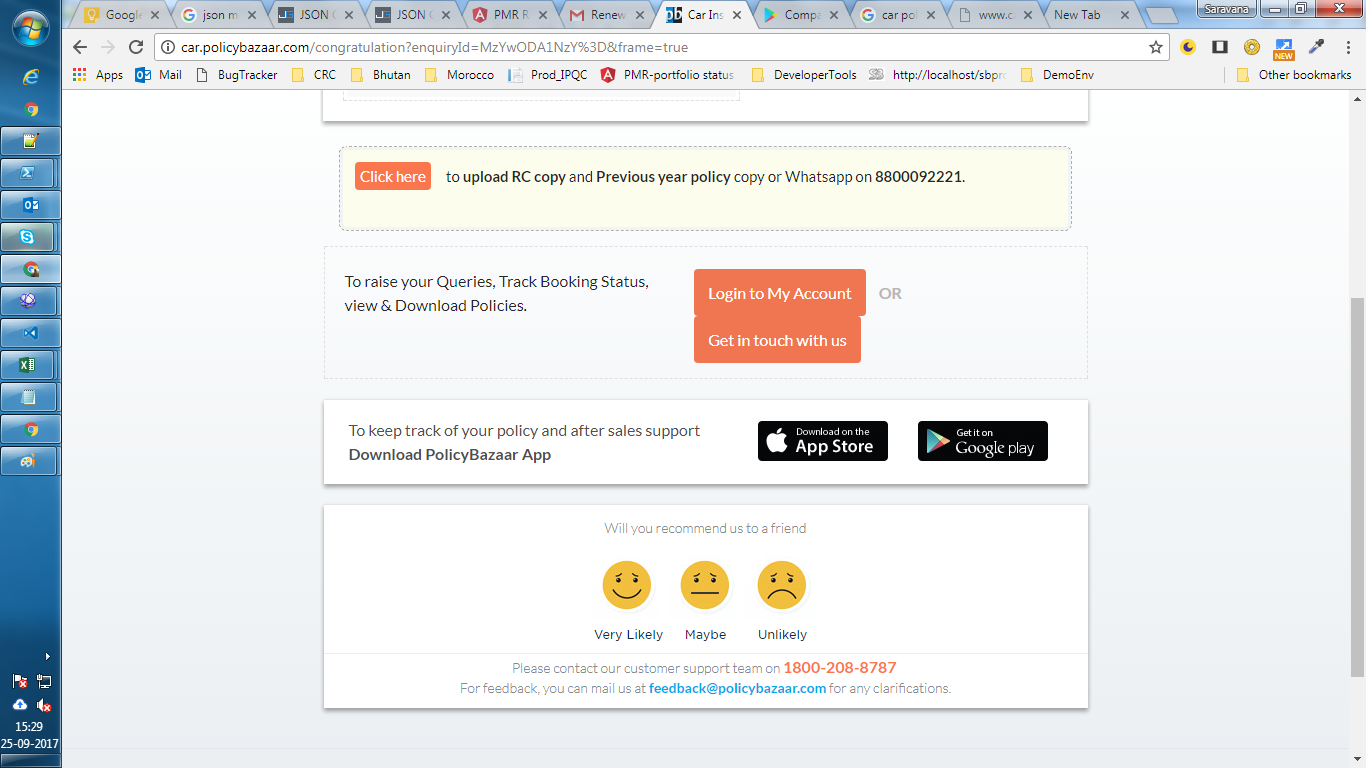 Google
json m
JSON
JSON
PMR R
Renew
Car Ins
Compa
car pol
www.c
New Tab
Saravana
car.policybazaar.com/congratulation?enquiryId=MzYwODA1NzY%3D&frame=true
Apps
Mail
BugTracker
CRC
Bhutan
Morocco
Prod_IPQC
PMR-portfolio status
DeveloperTools
http://localhost/sbpr
DemoEnv
Other bookmarks
NEW
Click here to upload RC copy and Previous year policy copy or Whatsapp on 8800092221.
To raise your Queries, Track Booking Status,
view & Download Policies.
Login to My Account OR
Get in touch with us
To keep track of your policy and after sales support
Download PolicyBazaar App
Download on the
App Store
Get it on
Google play
Will you recommend us to a friend
Very Likely Maybe Unlikely
Please contact our customer support team on 1800-208-8787
For feedback, you can mail us at feedback@policybazaar.com for any clarifications.
15:29
25-09-2017